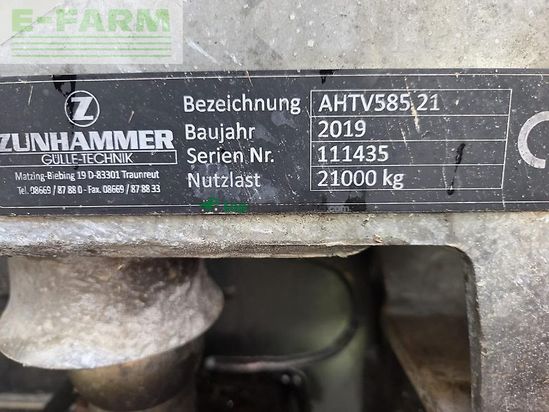 E-FARM
Z
ZUNHAMMER
GÜLLE-TECHNIK
Matzing-Biebing 19 D-83301 Traunreut
Tel. 08669 / 87 88 0 - Fax. 08669 / 87 88 33
Bezeichnung AHTV585.21
Baujahr 2019
Serien Nr. 111435
Nutzlast 21000 kg
.com